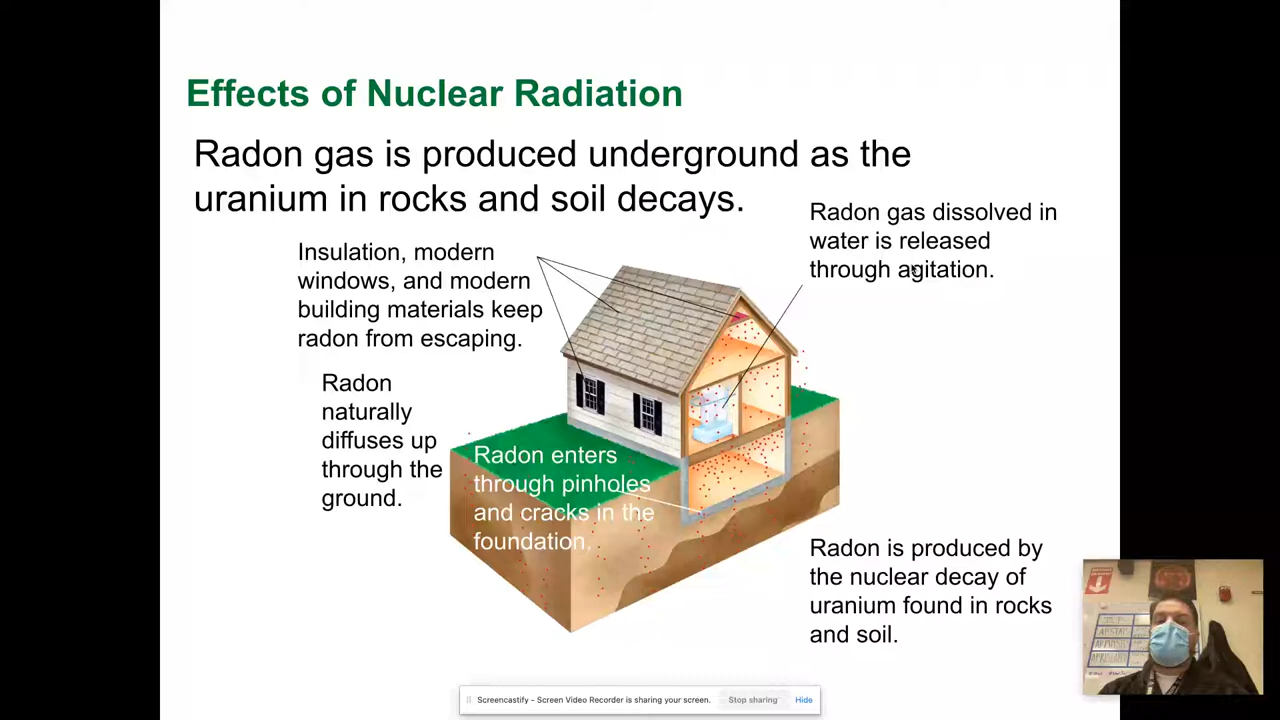 Effects of Nuclear Radiation
Radon gas is produced underground as the
uranium in rocks and soil decays.
Radon gas dissolved in
water is released
through agitation.
Insulation, modern
windows, and modern
building materials keep
radon from escaping.
Radon
naturally
diffuses up
through the
ground.
Radon enters
through pinholes
and cracks in the
foundation.
Radon is produced by
the nuclear decay of
uranium found in rocks
and soil.
Screencastify - Screen Video Recorder is sharing your screen.
Stop sharing
Hide